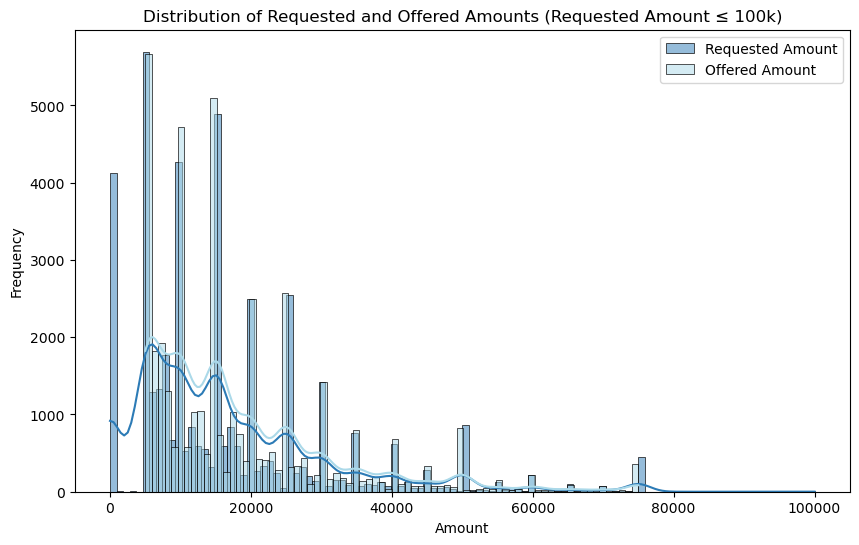 Distribution of Requested and Offered Amounts (Requested Amount ≤ 100k)
Requested Amount
Offered Amount
Frequency
5000
4000
3000
2000
1000
0
0 20000 40000 60000 80000 100000
Amount